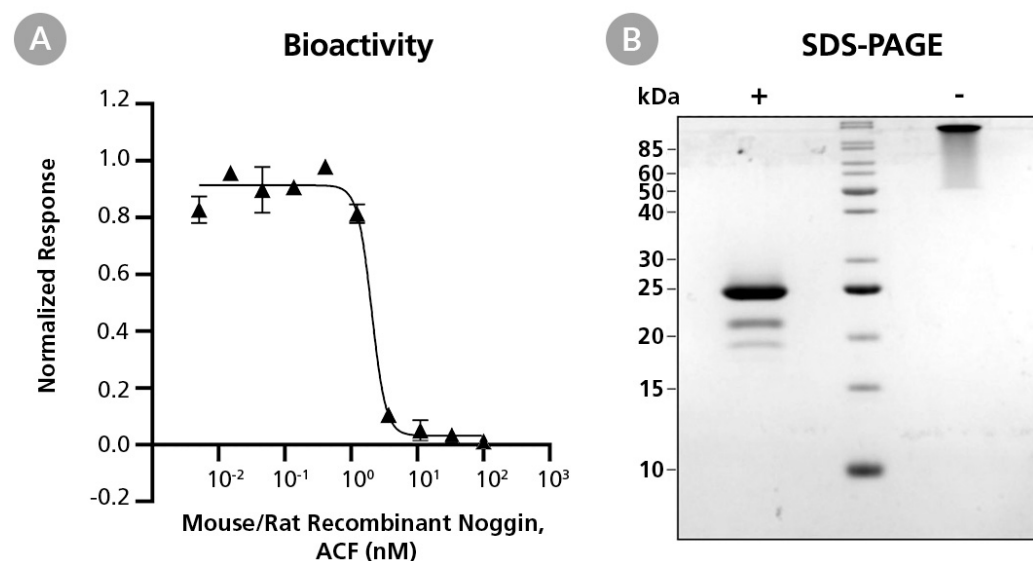 A
Bioactivity
Normalized Response
1.2
1.0
0.8
0.6
0.4
0.2
0.0
-0.2
10-2
10-1
100
101
102
103
Mouse/Rat Recombinant Noggin,
ACF (nM)
B
SDS-PAGE
kDa + -
85
60
50
40
30
25
20
15
10